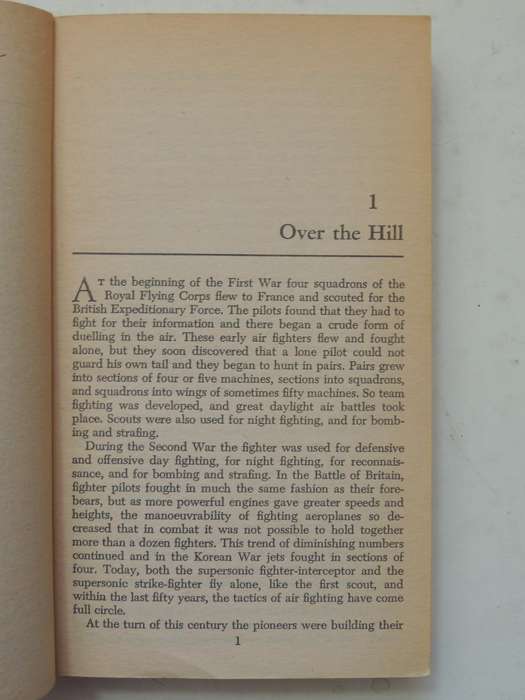 1
Over the Hill
AT the beginning of the First War four squadrons of the
Royal Flying Corps flew to France and scouted for the
British Expeditionary Force. The pilots found that they had to
fight for their information and there began a crude form of
duelling in the air. These early air fighters flew and fought
alone, but they soon discovered that a lone pilot could not
guard his own tail and they began to hunt in pairs. Pairs grew
into sections of four or five machines, sections into squadrons,
and squadrons into wings of sometimes fifty machines. So team
fighting was developed, and great daylight air battles took
place. Scouts were also used for night fighting, and for bomb-
ing and strafing.
During the Second War the fighter was used for defensive
and offensive day fighting, for night fighting, for reconnais-
sance, and for bombing and strafing. In the Battle of Britain,
fighter pilots fought in much the same fashion as their fore-
bears, but as more powerful engines gave greater speeds and
heights, the manoeuvrability of fighting aeroplanes so de-
creased that in combat it was not possible to hold together
more than a dozen fighters. This trend of diminishing numbers
continued and in the Korean War jets fought in sections of
four. Today, both the supersonic fighter-interceptor and the
supersonic strike-fighter fly alone, like the first scout, and
within the last fifty years, the tactics of air fighting have come
full circle.
At the turn of this century the pioneers were building their
1